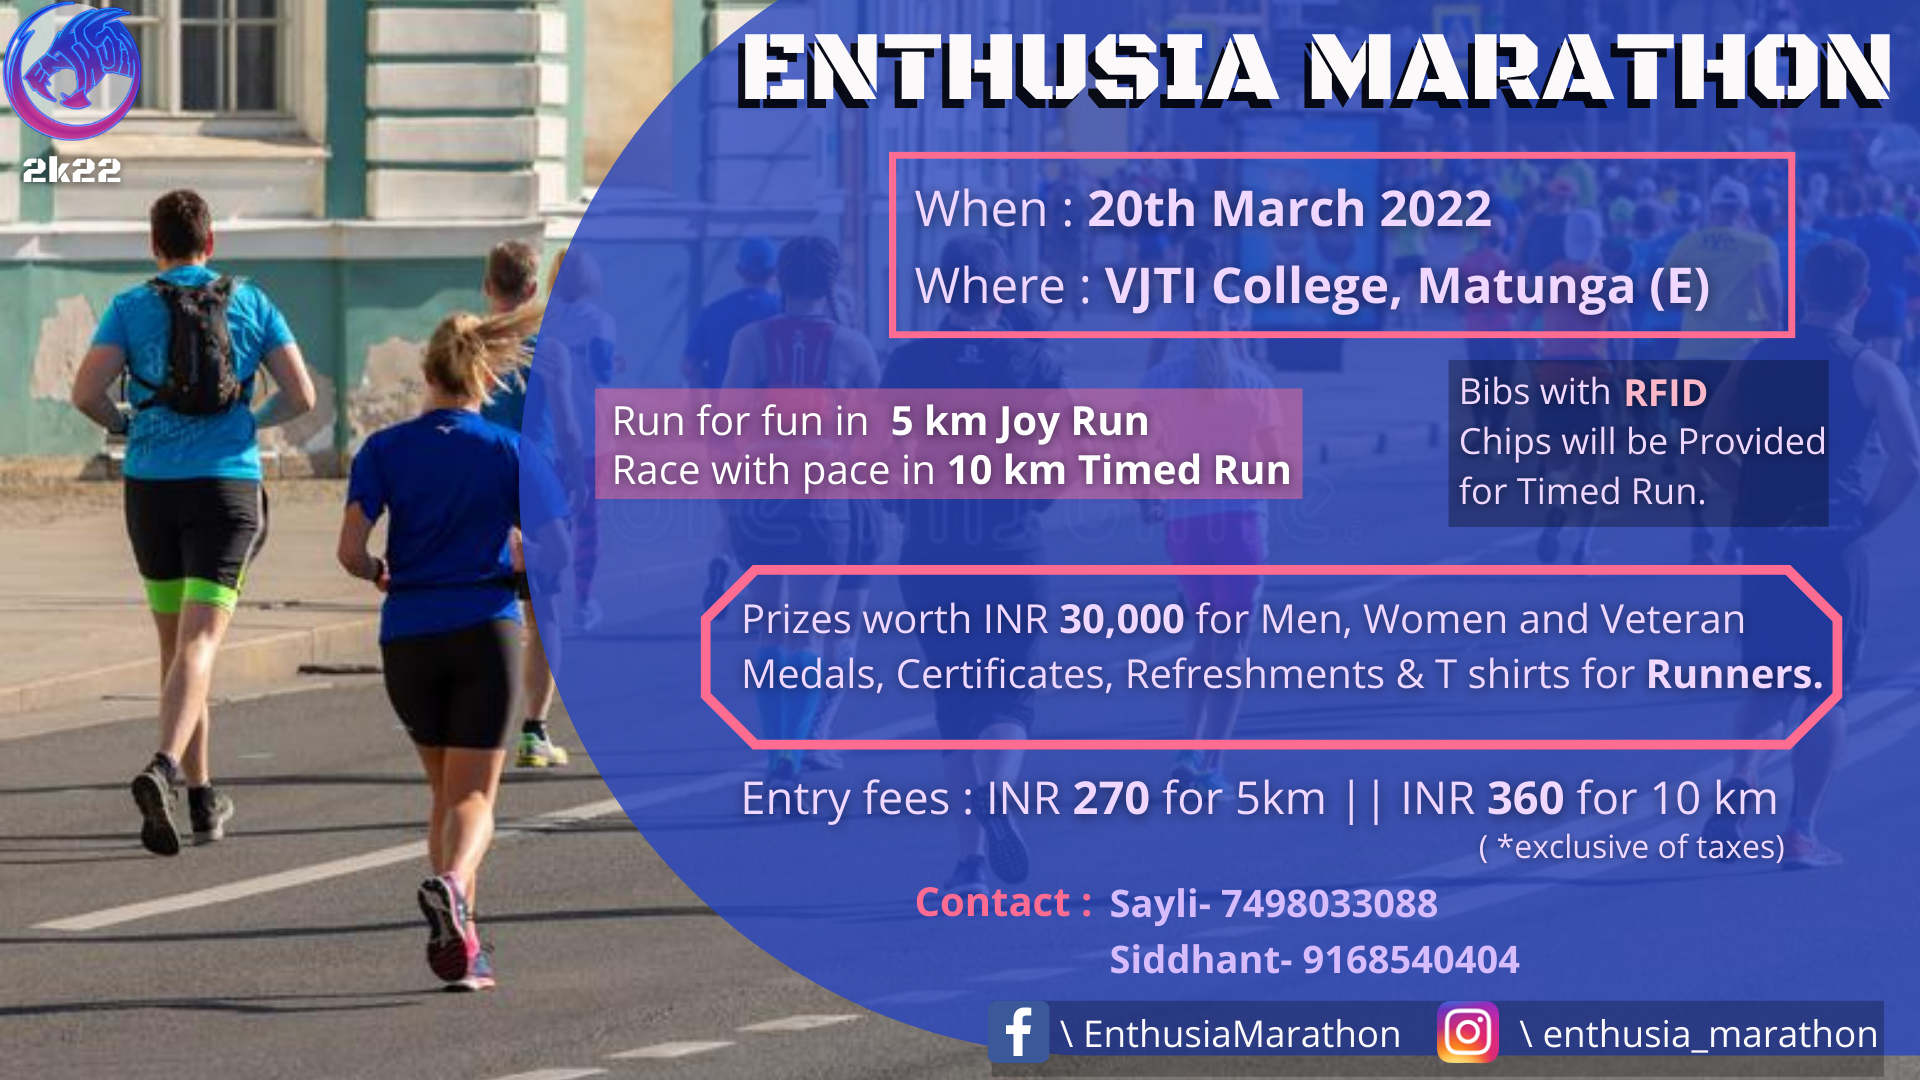 2k22
ENTHUSIA MARATHON
When : 20th March 2022
Where : VJTI College, Matunga (E)
Run for fun in 5 km Joy Run
Race with pace in 10 km Timed Run
Bibs with RFID
Chips will be Provided
for Timed Run.
Prizes worth INR 30,000 for Men, Women and Veteran
Medals, Certificates, Refreshments & T shirts for Runners.
Entry fees : INR 270 for 5km || INR 360 for 10 km
( *exclusive of taxes)
Contact : Sayli- 7498033088
Siddhant- 9168540404
\ EnthusiaMarathon
\ enthusia_marathon